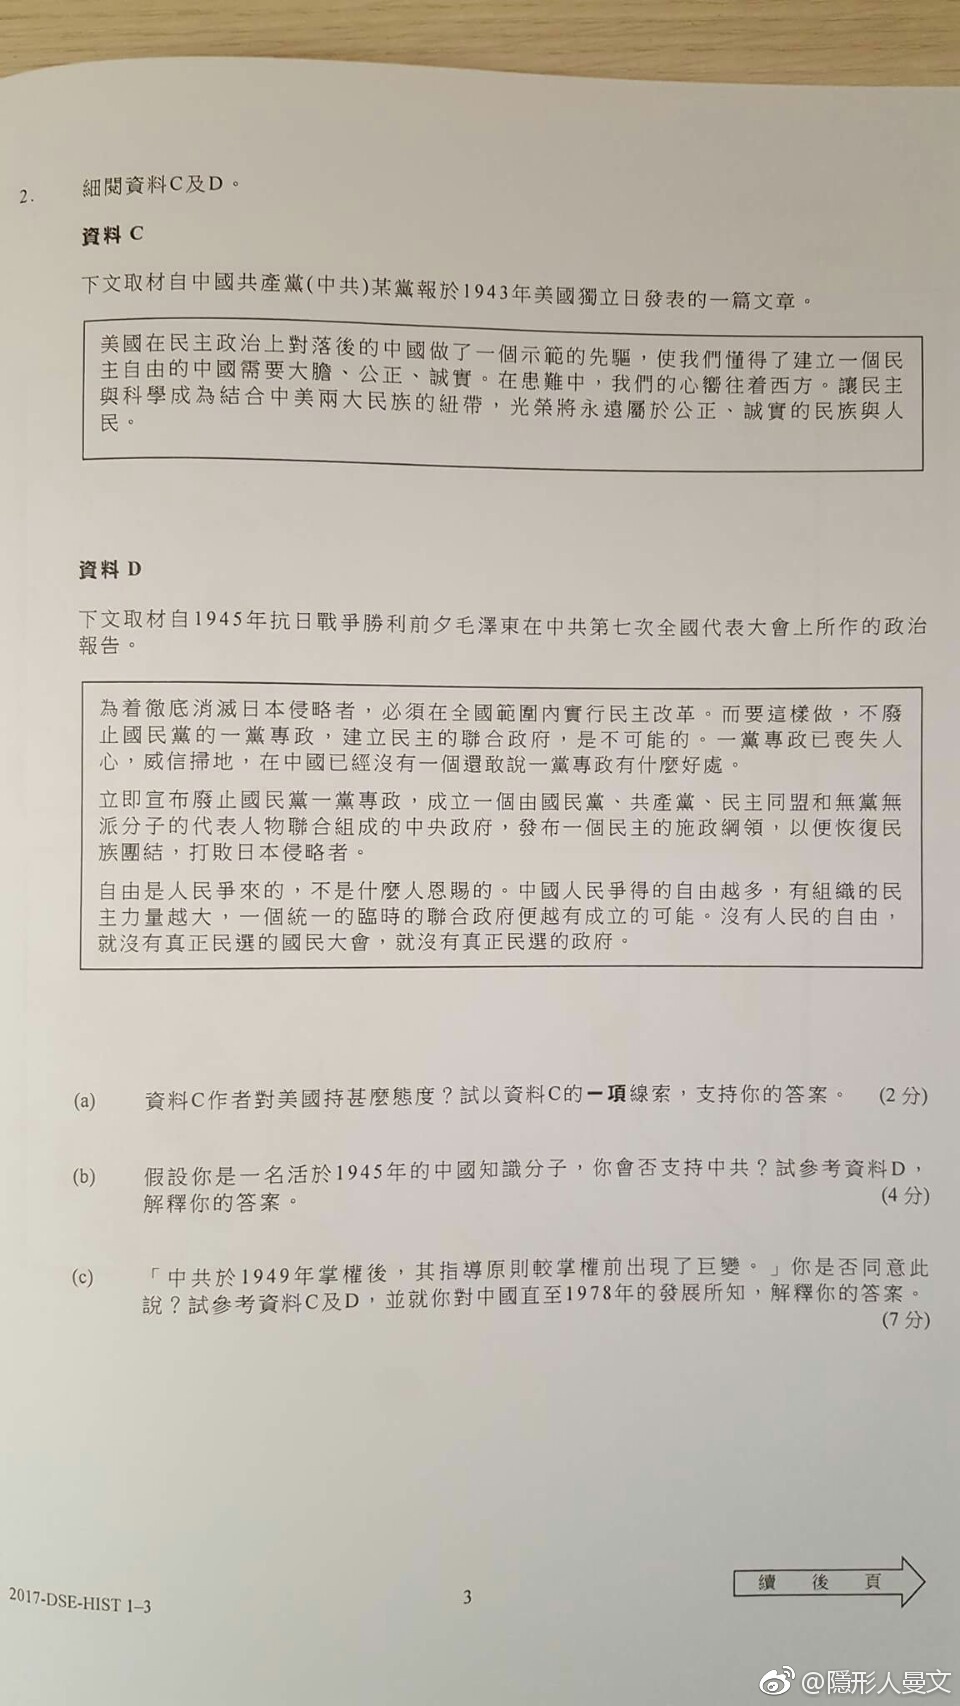 2.
細閱資料C及D。
資料 C
下文取材自中國共產黨(中共)某黨報於1943年美國獨立日發表的一篇文章。
美國在民主政治上對落後的中國做了一個示範的先驅，使我們懂得了建立一個民
主自由的中國需要大膽、公正、誠實。在患難中，我們的心嚮往着西方。讓民主
與科學成為結合中美兩大民族的紐帶，光榮將永遠屬於公正、誠實的民族與人
民。
資料 D
下文取材自1945年抗日戰爭勝利前夕毛澤東在中共第七次全國代表大會上所作的政治
報告。
為着徹底消滅日本侵略者，必須在全國範圍內實行民主改革。而要這樣做，不廢
止國民黨的一黨專政，建立民主的聯合政府，是不可能的。一黨專政已喪失人
心，威信掃地，在中國已經沒有一個還敢說一黨專政有什麼好處。
立即宣布廢止國民黨一黨專政，成立一個由國民黨、共產黨、民主同盟和無黨無
派分子的代表人物聯合組成的中央政府，發布一個民主的施政綱領，以便恢復民
族團結，打敗日本侵略者。
自由是人民爭來的，不是什麼人恩賜的。中國人民爭得的自由越多，有組織的民
主力量越大，一個統一的臨時的聯合政府便越有成立的可能。沒有人民的自由，
就沒有真正民選的國民大會，就沒有真正民選的政府。
(a) 資料C作者對美國持甚麼態度？試以資料C的一項線索，支持你的答案。 (2 分)
(b) 假設你是一名活於1945年的中國知識分子，你會否支持中共？試參考資料D，
解釋你的答案。 (4 分)
(c) 「中共於1949年掌權後，其指導原則較掌權前出現了巨變。」你是否同意此
說？試參考資料C及D，並就你對中國直至1978年的發展所知，解釋你的答案。
(7 分)
續後頁
2017-DSE-HIST 1–3
3
@隱形人曼文